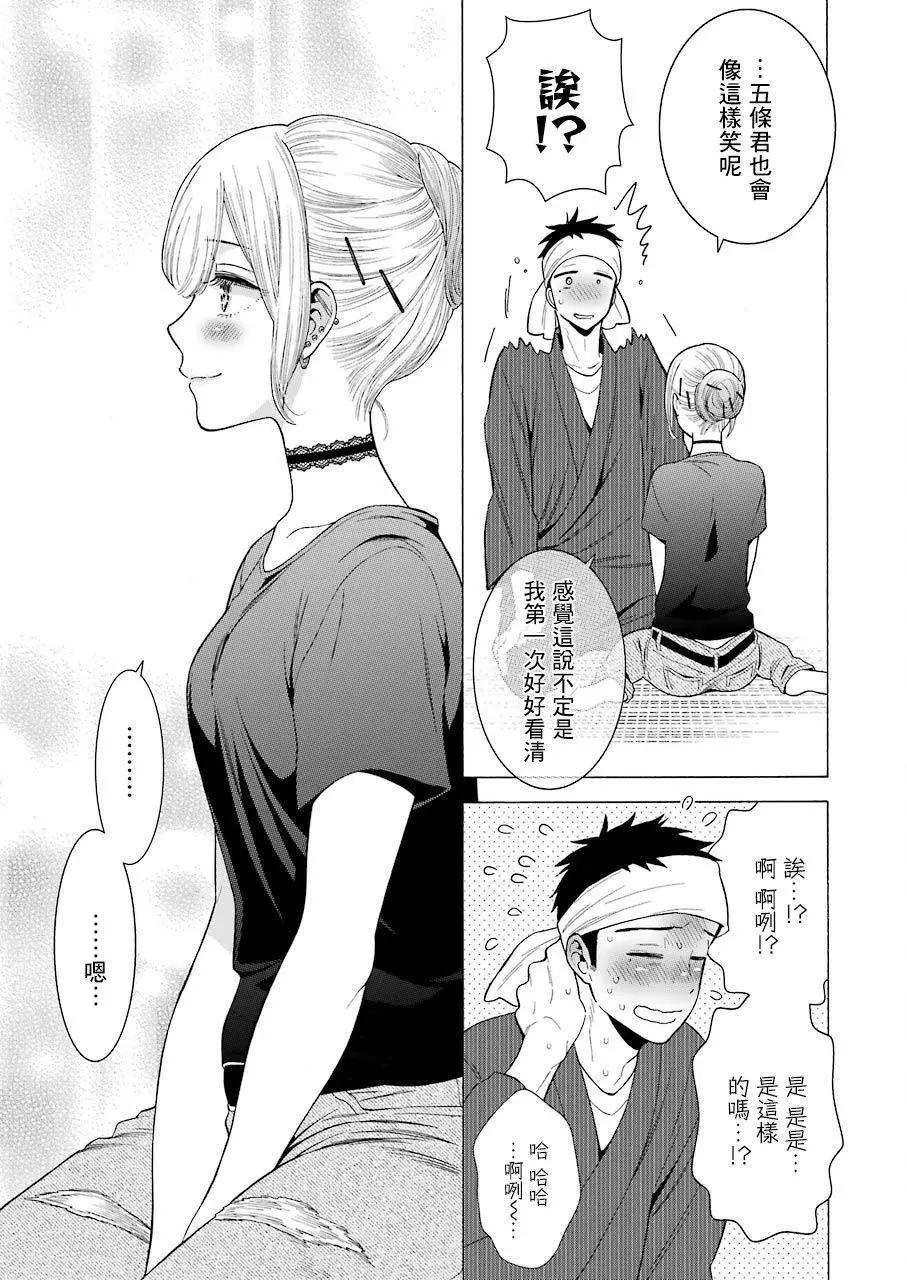 …五條君也會
像這樣笑呢
誒!?
感覺這說不定是
我第一次好好看清
誒…!?
啊 啊咧!?
是 是是…
是這樣
的嗎…!?
哈 哈哈
…啊咧～…
………
……嗯…